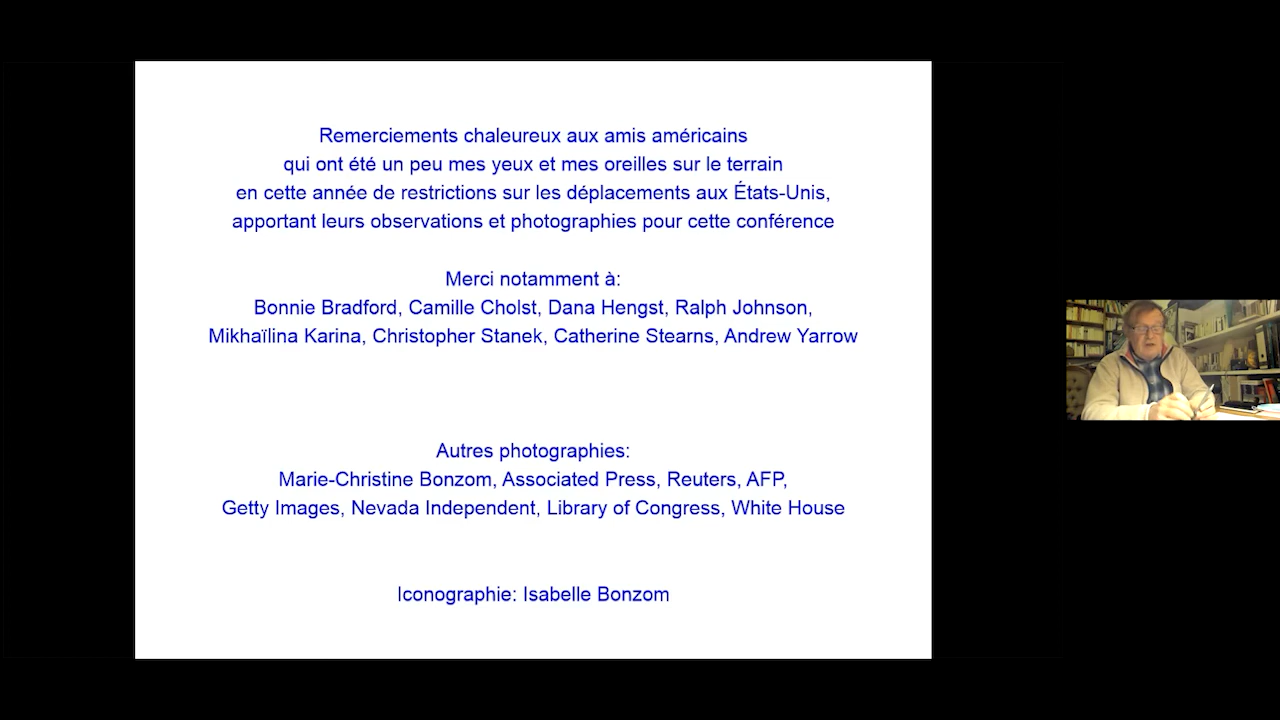 Remerciements chaleureux aux amis américains
qui ont été un peu mes yeux et mes oreilles sur le terrain
en cette année de restrictions sur les déplacements aux États-Unis,
apportant leurs observations et photographies pour cette conférence
Merci notamment à:
Bonnie Bradford, Camille Cholst, Dana Hengst, Ralph Johnson,
Mikhaïlina Karina, Christopher Stanek, Catherine Stearns, Andrew Yarrow
Autres photographies:
Marie-Christine Bonzom, Associated Press, Reuters, AFP,
Getty Images, Nevada Independent, Library of Congress, White House
Iconographie: Isabelle Bonzom